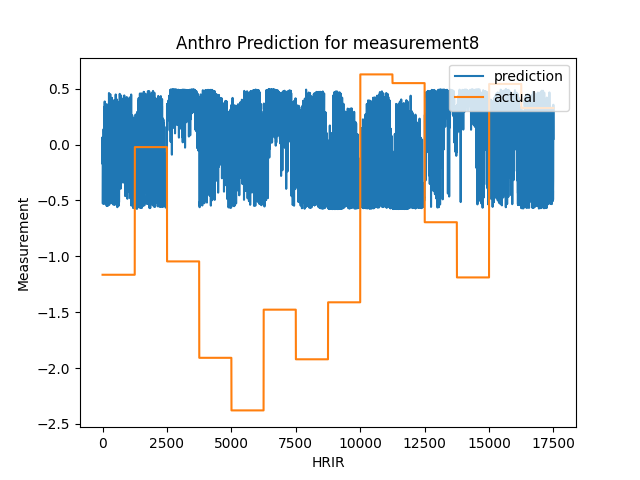 Anthro Prediction for measurement8
prediction
actual
0.5
0.0
−0.5
−1.0
−1.5
−2.0
−2.5
Measurement
0 2500 5000 7500 10000 12500 15000 17500
HRIR